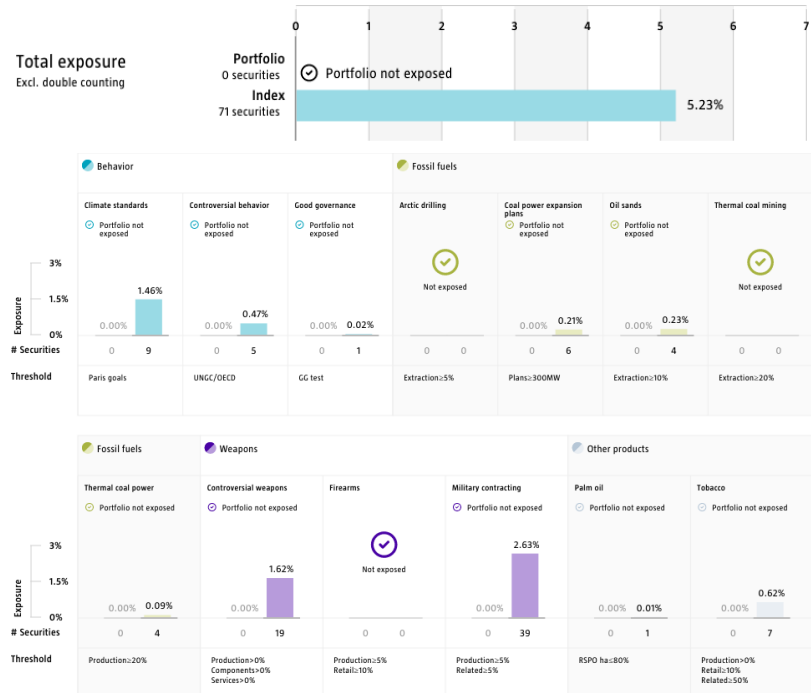 0 1 2 3 4 5 6 7
Total exposure
Excl. double counting
Portfolio
0 securities
Portfolio not exposed
Index
71 securities
5.23%
Behavior
Fossil fuels
Climate standards
Controversial behavior
Good governance
Arctic drilling
Coal power expansion
plans
Oil sands
Thermal coal mining
Portfolio not
exposed
Portfolio not
exposed
Portfolio not
exposed
Not exposed
Portfolio not
exposed
Portfolio not
exposed
Not exposed
Exposure
3%
1.5%
0%
0.00% 1.46%
0.00% 0.47%
0.00% 0.02%
0.00% 0.21%
0.00% 0.23%
# Securities 0 9 0 5 0 1 0 0 0 6 0 4 0 0
Threshold
Paris goals
UNGC/OECD
GG test
Extraction≥5%
Plans≥300MW
Extraction≥10%
Extraction≥20%
Fossil fuels
Weapons
Other products
Thermal coal power
Controversial weapons
Firearms
Military contracting
Palm oil
Tobacco
Portfolio not exposed
Portfolio not exposed
Not exposed
Portfolio not exposed
Portfolio not exposed
Portfolio not exposed
Exposure
3%
1.5%
0%
0.00% 0.09%
0.00% 1.62%
0.00% 2.63%
0.00% 0.01%
0.00% 0.62%
# Securities 0 4 0 19 0 0 0 39 0 1 0 7
Threshold
Production≥20%
Production>0%
Components>0%
Services>0%
Production≥5%
Retail≥10%
Production≥5%
Related≥5%
RSPO ha≤80%
Production>0%
Retail≥10%
Related≥50%